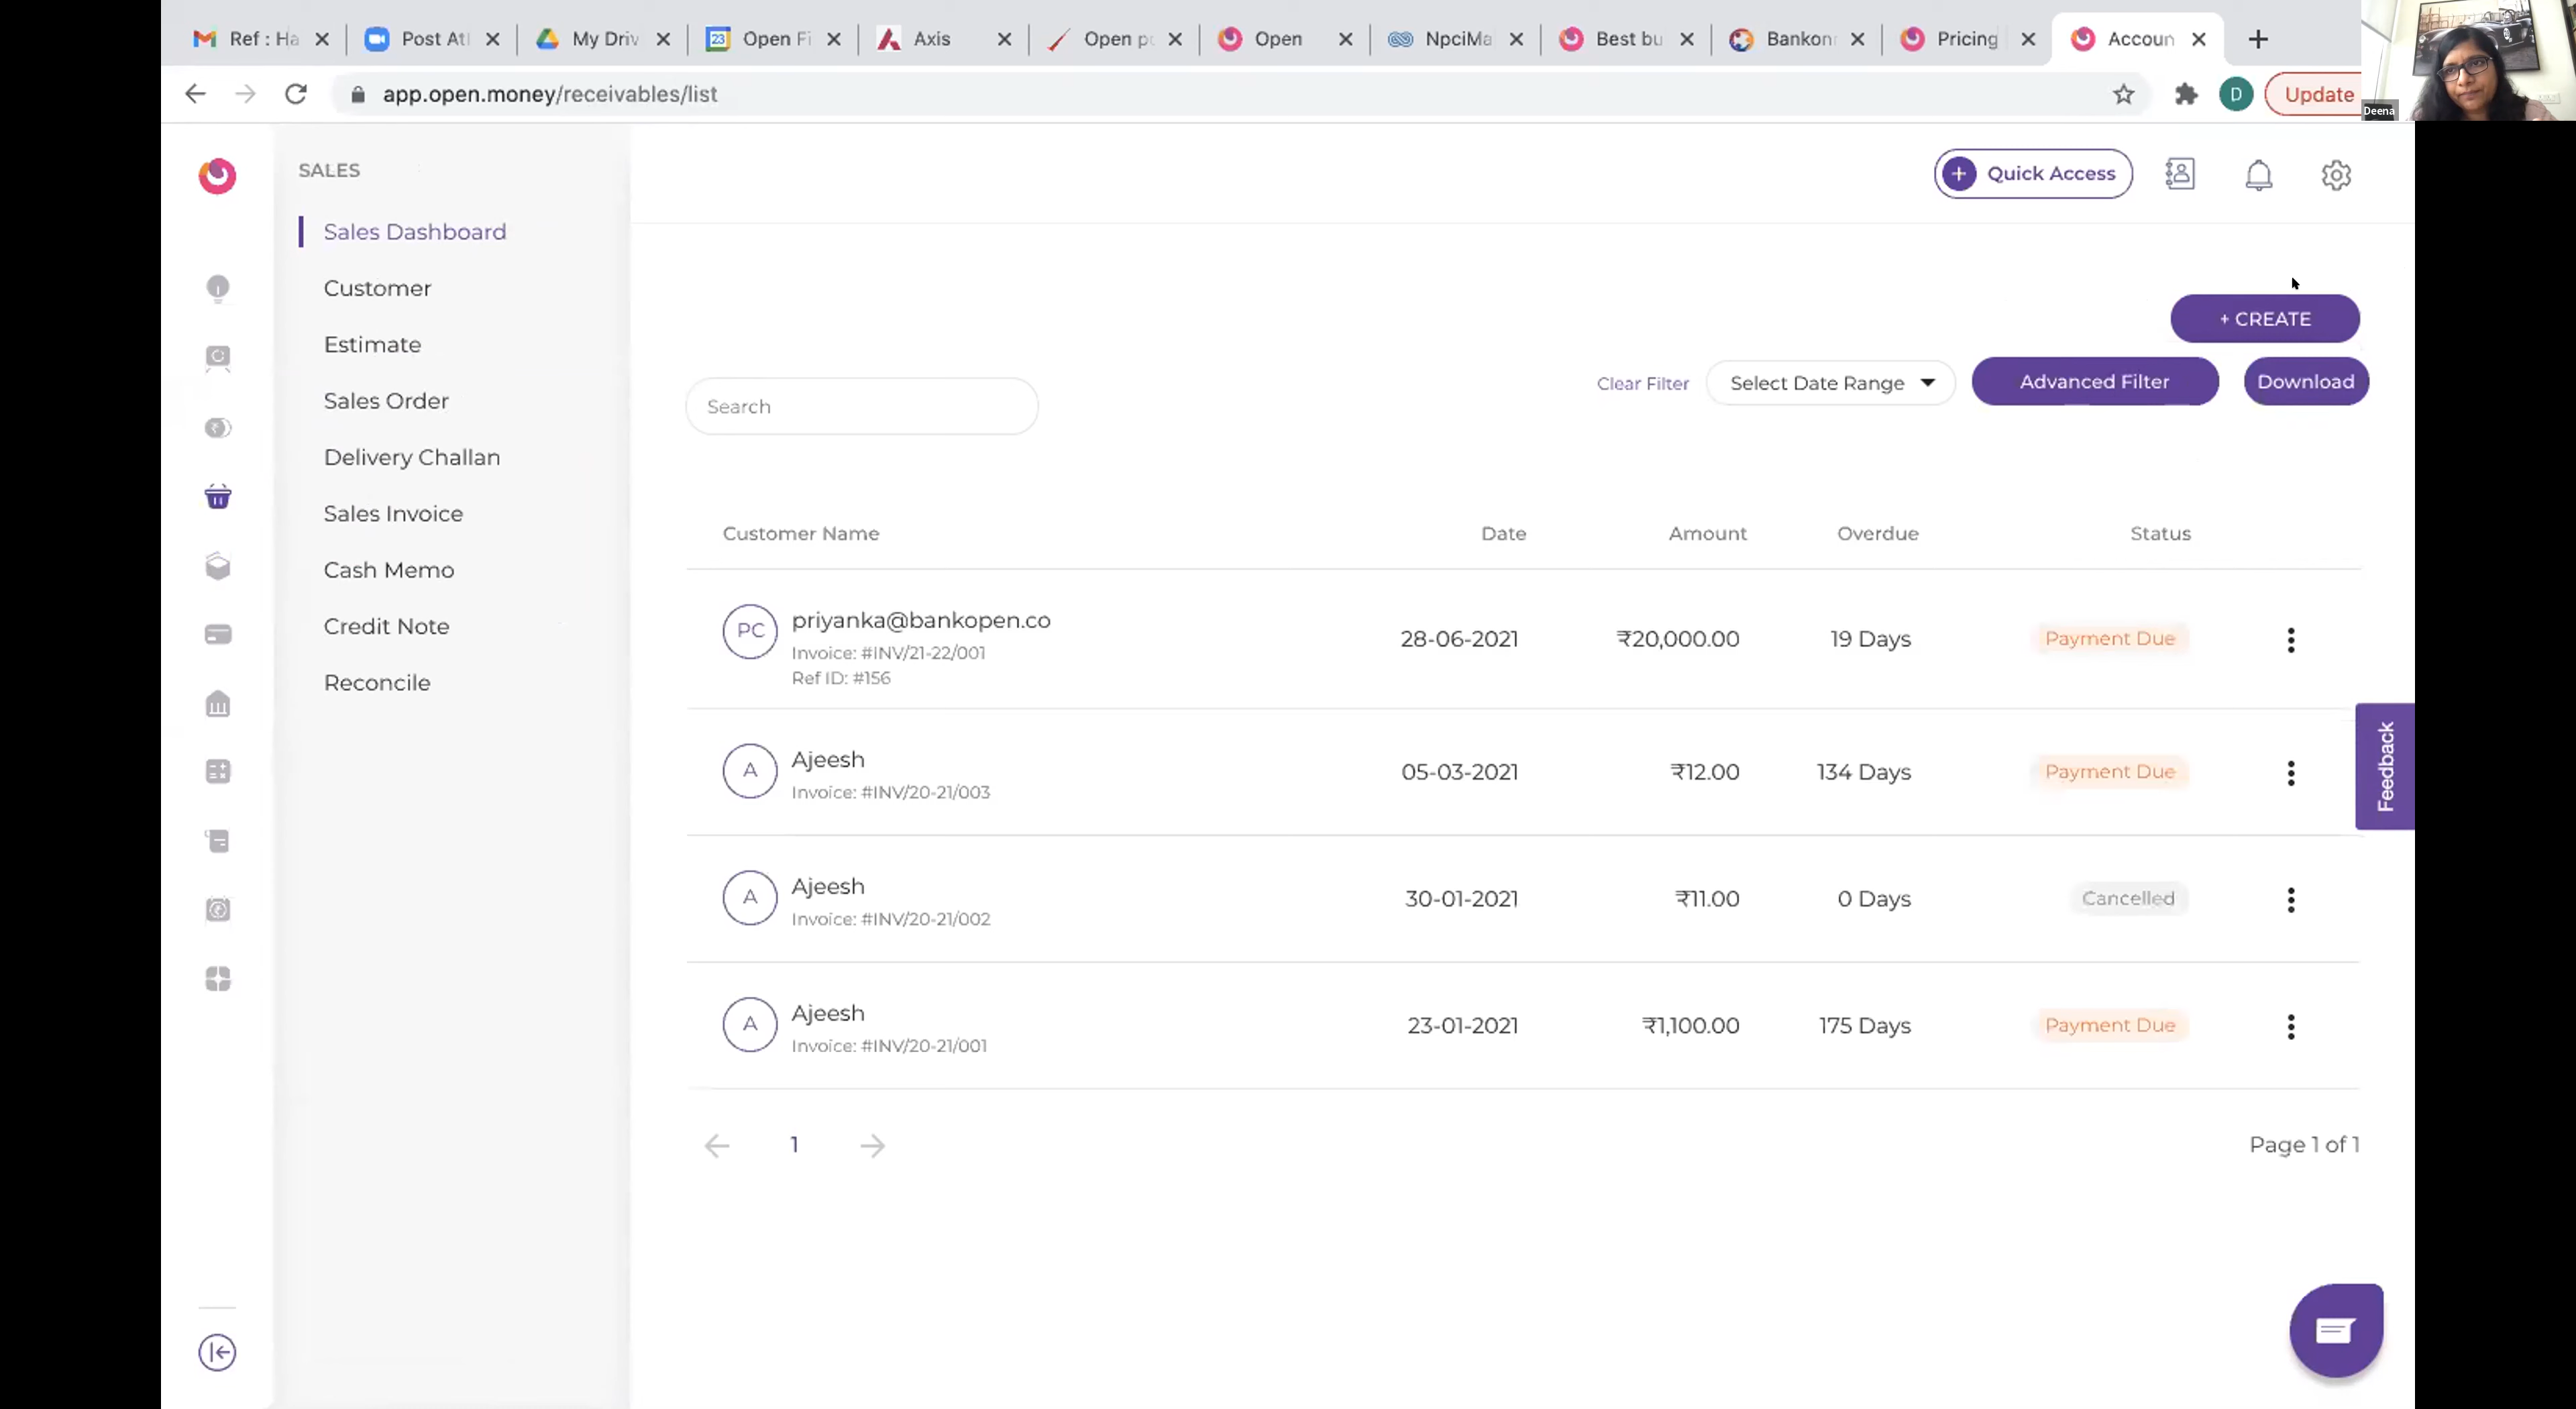 Ref : Ha
Post Atl
My Driv
23
Open Fi
Axis
Open po
Open
NpciMa
Best bu
Bankon
Pricing
Accoun
Deena
app.open.money/receivables/list
D
Update
SALES
Sales Dashboard
Customer
Estimate
Sales Order
Delivery Challan
Sales Invoice
Cash Memo
Credit Note
Reconcile
+ Quick Access
+ CREATE
Search
Clear Filter
Select Date Range
Advanced Filter
Download
Customer Name Date Amount Overdue Status
PC priyanka@bankopen.co
Invoice: #INV/21-22/001
Ref ID: #156
28-06-2021 ₹20,000.00 19 Days Payment Due
A Ajeesh
Invoice: #INV/20-21/003
05-03-2021 ₹12.00 134 Days Payment Due
A Ajeesh
Invoice: #INV/20-21/002
30-01-2021 ₹11.00 0 Days Cancelled
A Ajeesh
Invoice: #INV/20-21/001
23-01-2021 ₹1,100.00 175 Days Payment Due
Feedback
1
Page 1 of 1